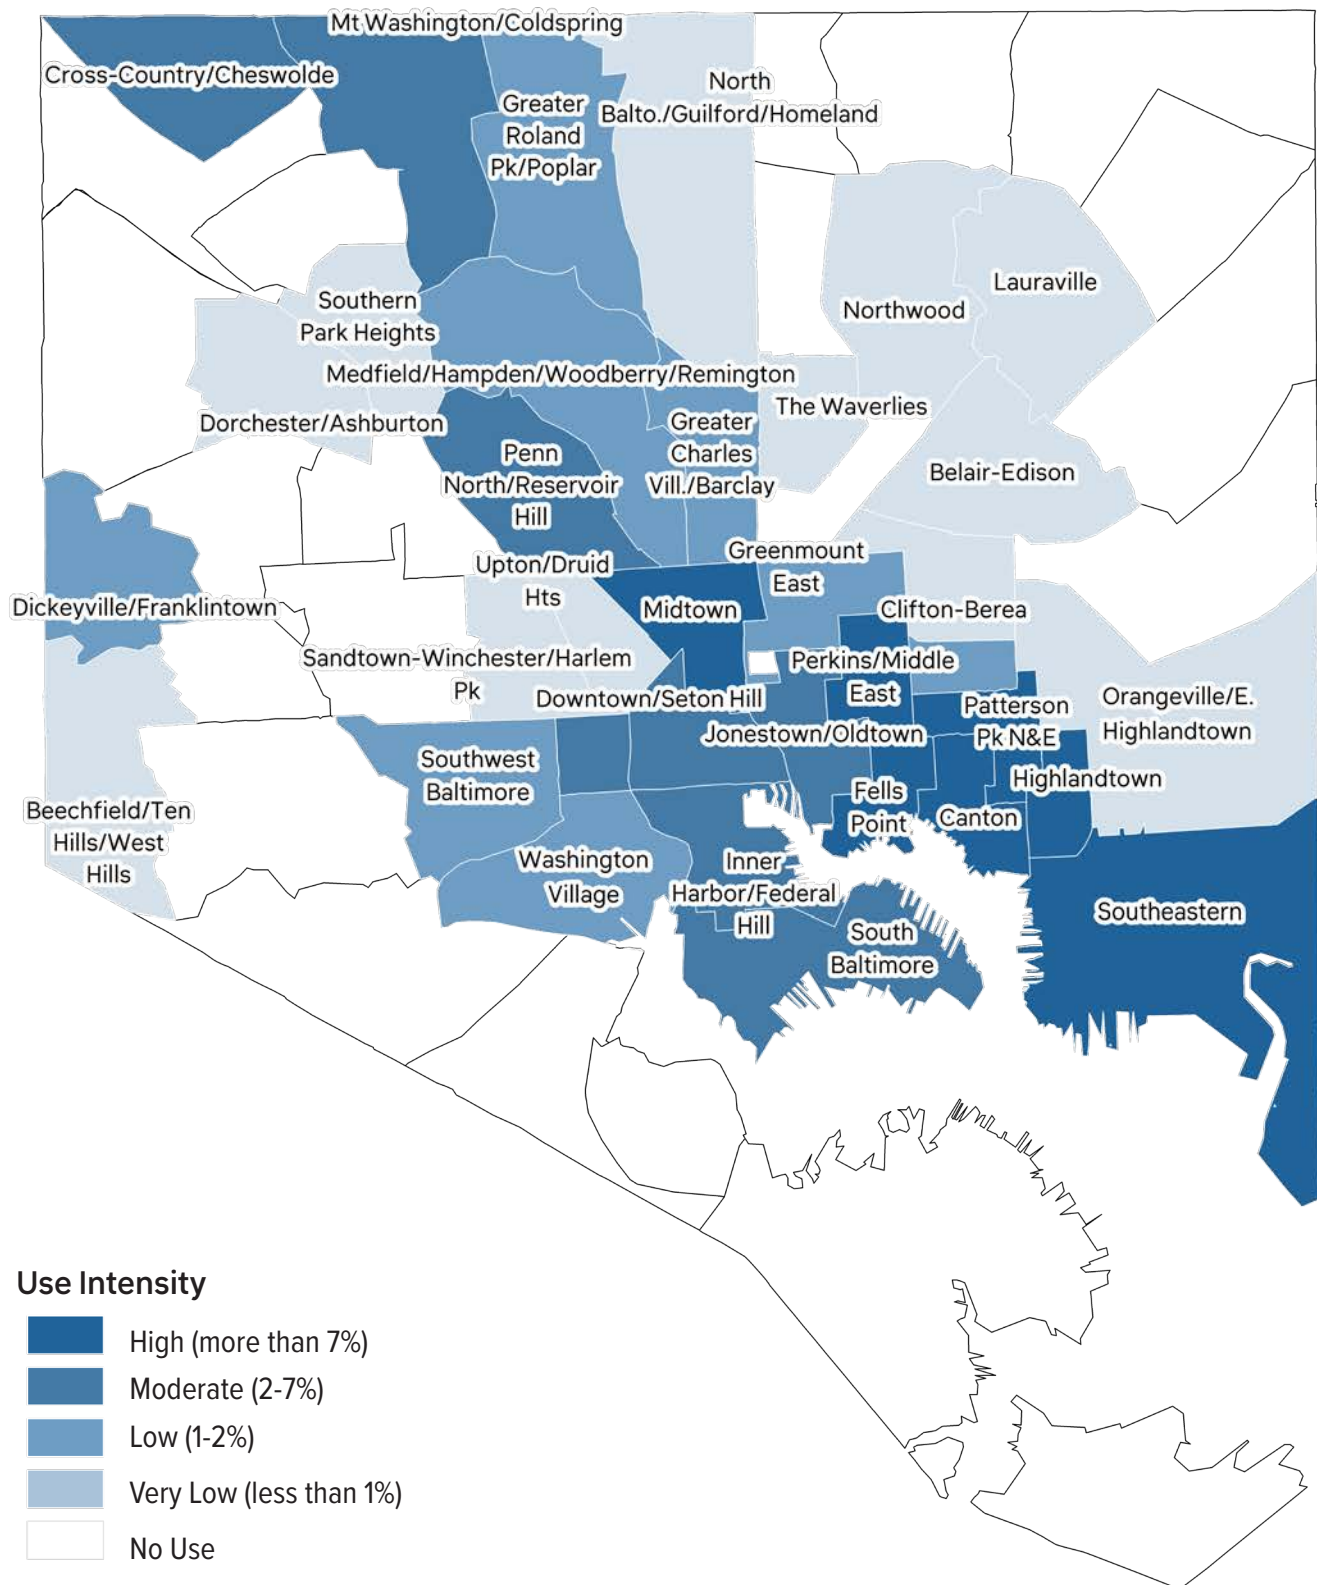 Mt Washington/Coldspring
Cross-Country/Cheswolde
North
Balto./Guilford/Homeland
Greater
Roland
Pk/Poplar
Lauraville
Northwood
Southern
Park Heights
Medfield/Hampden/Woodberry/Remington
The Waverlies
Dorchester/Ashburton
Greater
Charles
Vill./Barclay
Penn
North/Reservoir
Hill
Belair-Edison
Greenmount
East
Upton/Druid
Hts
Dickeyville/Franklintown
Midtown
Clifton-Berea
Sandtown-Winchester/Harlem
Pk
Perkins/Middle
East
Downtown/Seton Hill
Patterson
Pk N&E
Orangeville/E.
Highlandtown
Jonestown/Oldtown
Southwest
Baltimore
Highlandtown
Fells
Point
Canton
Beechfield/Ten
Hills/West
Hills
Washington
Village
Inner
Harbor/Federal
Hill
Southeastern
South
Baltimore
Use Intensity
High (more than 7%)
Moderate (2-7%)
Low (1-2%)
Very Low (less than 1%)
No Use